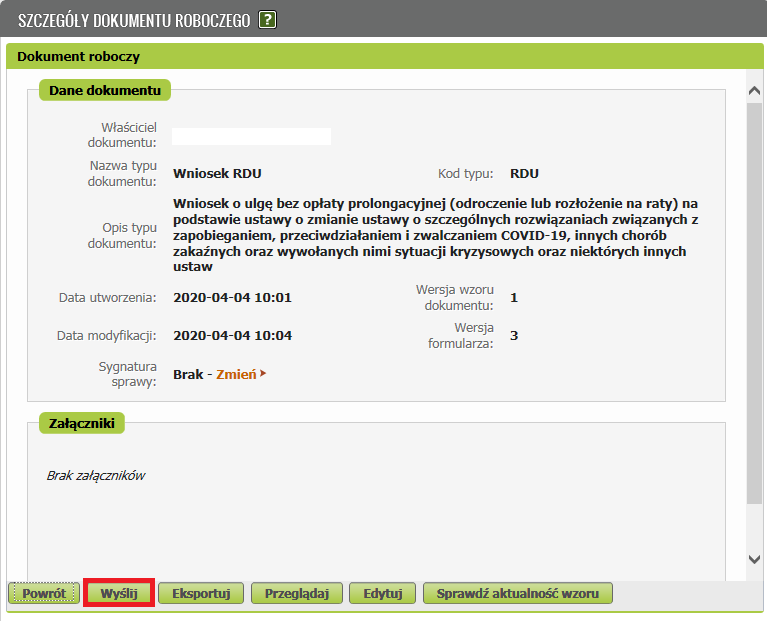 SZCZEGÓŁY DOKUMENTU ROBOCZEGO ?
Dokument roboczy
Dane dokumentu
Właściciel
dokumentu:
Nazwa typu
dokumentu:
Wniosek RDU
Kod typu:
RDU
Opis typu
dokumentu:
Wniosek o ulgę bez opłaty prolongacyjnej (odroczenie lub rozłożenie na raty) na
podstawie ustawy o zmianie ustawy o szczególnych rozwiązaniach związanych z
zapobieganiem, przeciwdziałaniem i zwalczaniem COVID-19, innych chorób
zakaźnych oraz wywołanych nimi sytuacji kryzysowych oraz niektórych innych
ustaw
Data utworzenia:
2020-04-04 10:01
Wersja wzoru
dokumentu:
1
Data modyfikacji:
2020-04-04 10:04
Wersja
formularza:
3
Sygnatura
sprawy:
Brak - Zmień
Załączniki
Brak załączników
Powrót
Wyślij
Eksportuj
Przeglądaj
Edytuj
Sprawdź aktualność wzoru